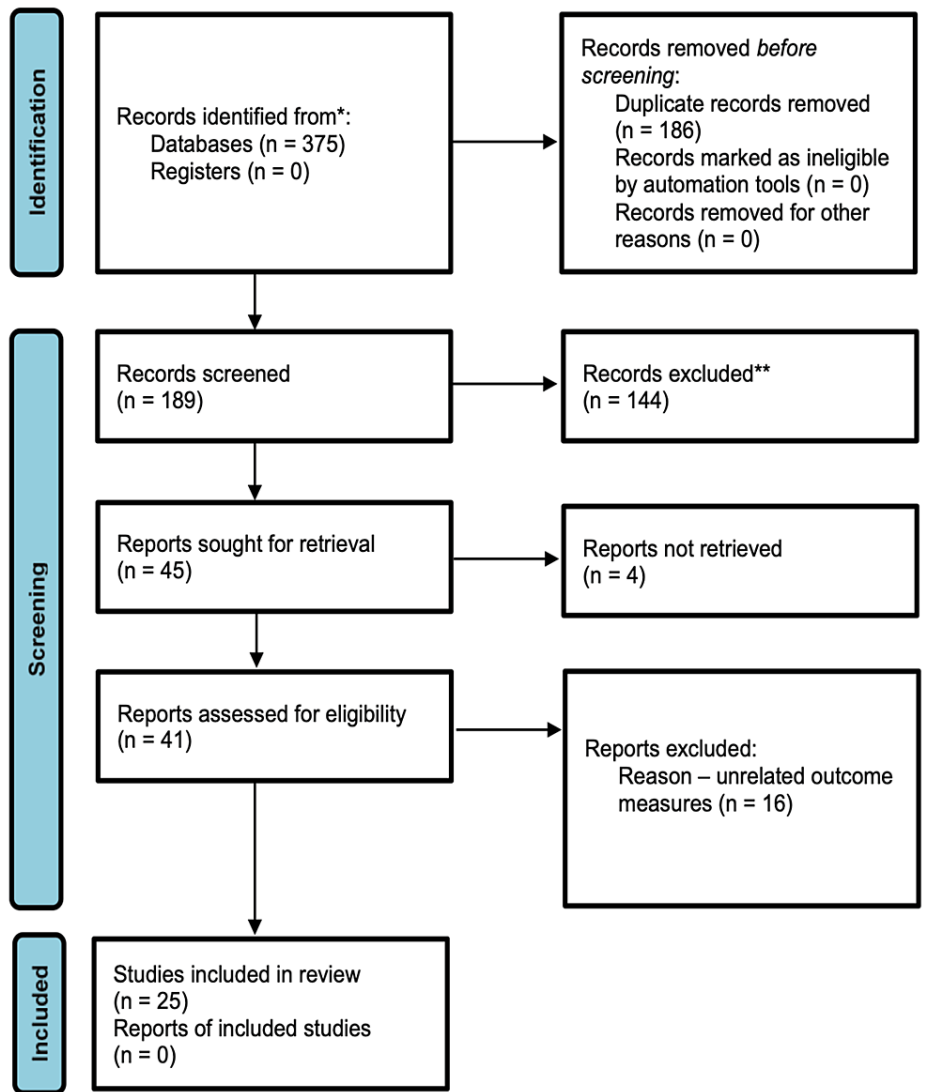 Identification
Records identified from*:
Databases (n = 375)
Registers (n = 0)
Records removed before
screening:
Duplicate records removed
(n = 186)
Records marked as ineligible
by automation tools (n = 0)
Records removed for other
reasons (n = 0)
Screening
Records screened
(n = 189)
Records excluded**
(n = 144)
Reports sought for retrieval
(n = 45)
Reports not retrieved
(n = 4)
Reports assessed for eligibility
(n = 41)
Reports excluded:
Reason – unrelated outcome
measures (n = 16)
Included
Studies included in review
(n = 25)
Reports of included studies
(n = 0)